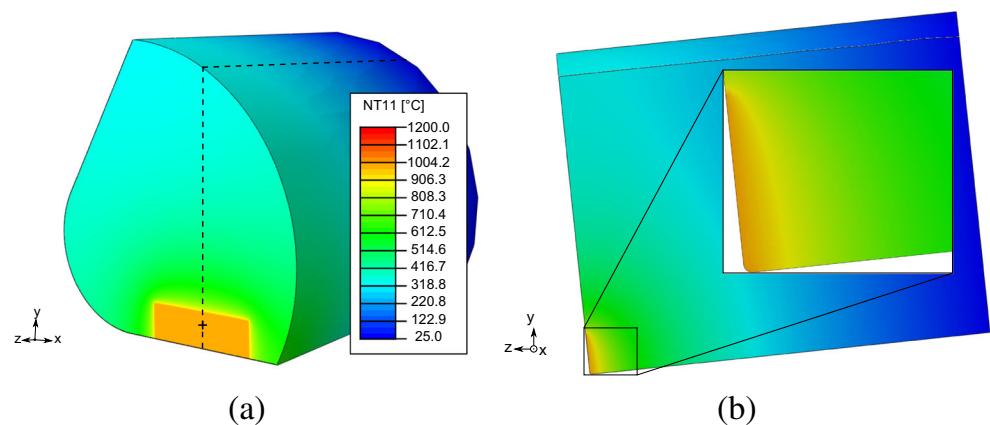 NT11 [°C]
1200.0
1102.1
1004.2
906.3
808.3
710.4
612.5
514.6
416.7
318.8
220.8
122.9
25.0
y
z x
y
z x
(a) (b)